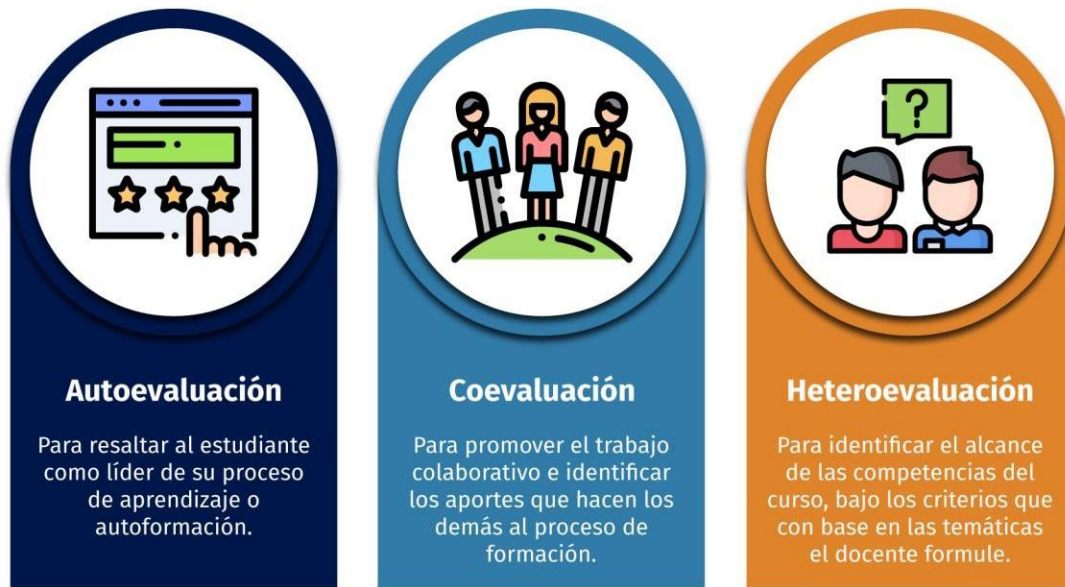 Autoevaluación
Para resaltar al estudiante
como líder de su proceso
de aprendizaje o
autoformación.
Coevaluación
Para promover el trabajo
colaborativo e identificar
los aportes que hacen los
demás al proceso de
formación.
?
Heteroevaluación
Para identificar el alcance
de las competencias del
curso, bajo los criterios que
con base en las temáticas
el docente formule.